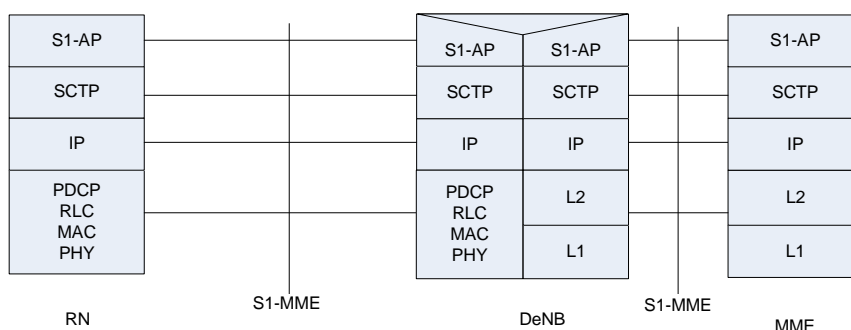 S1-AP
S1-AP S1-AP
S1-AP
SCTP
SCTP SCTP
SCTP
IP
IP IP
IP
PDCP
RLC
MAC
PHY
PDCP
RLC
MAC
PHY
L2
L1
L2
L1
RN
S1-MME
DeNB
S1-MME
MME